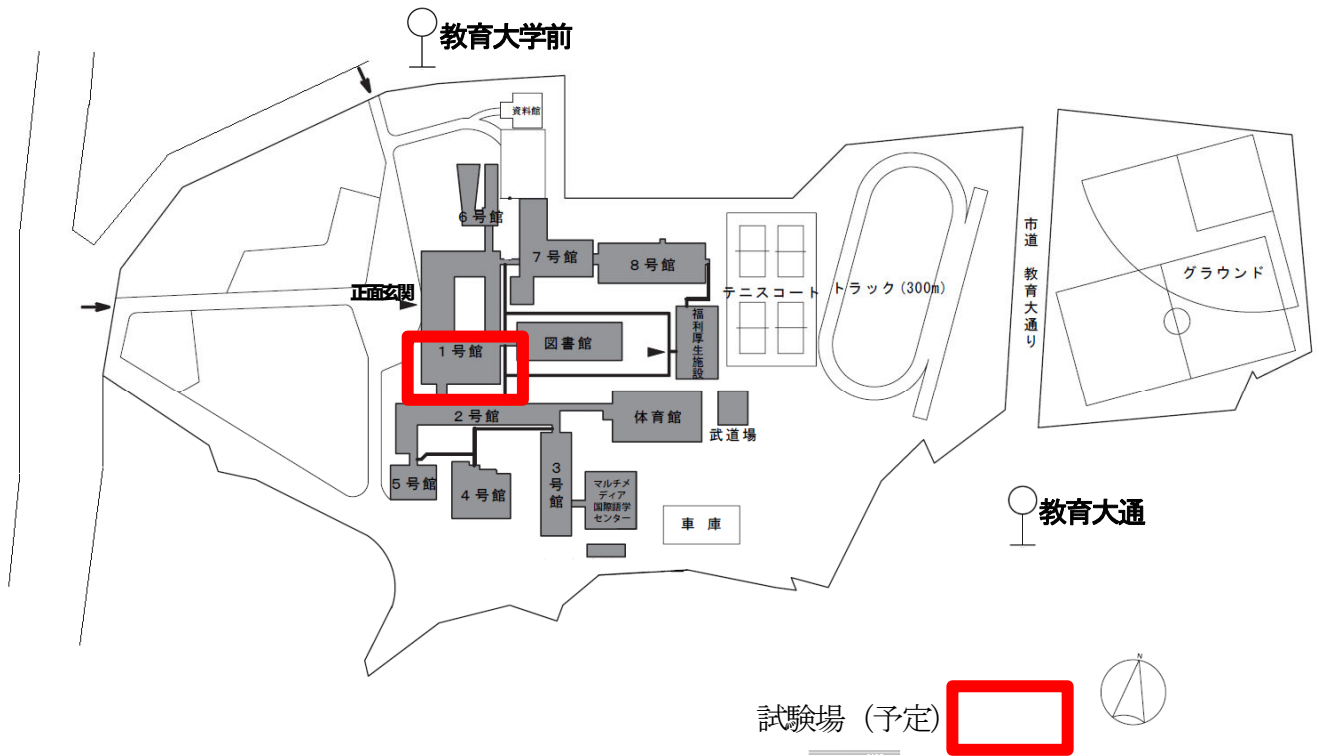 教育大学前
資料館
6号館
7号館
8号館
正面玄関
1号館
図書館
福利厚生施設
テニスコート
トラック(300m)
市道 教育大通り
グラウンド
2号館
体育館
武道場
5号館
4号館
3号館
マルチメ
ディア
国際語学
センター
車庫
教育大通
N
試験場（予定）